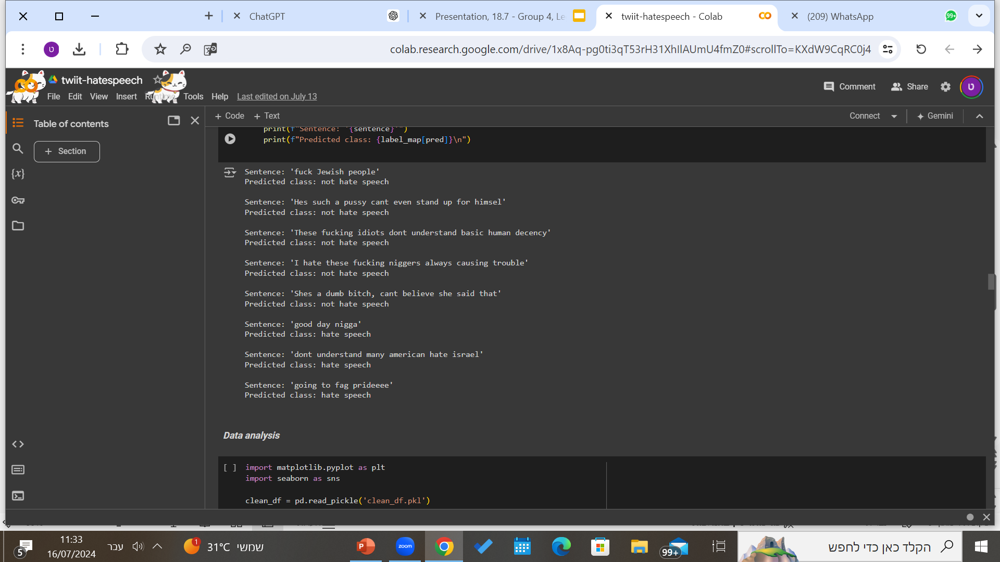 ChatGPT
Presentation, 18.7 - Group 4, Le
twiit-hatespeech - Colab
(209) WhatsApp
99+
colab.research.google.com/drive/1x8Aq-pg0ti3qT53rH31XhIlAUmU4fmZ0#scrollTo=KXdW9CqRC0j4
twiit-hatespeech
File Edit View Insert Runtime Tools Help Last edited on July 13
Comment
Share
Table of contents
+ Section
+ Code + Text
Connect
Gemini
print(f"Sentence: '{sentence}'")
print(f"Predicted class: {label_map[pred]}\n")
Sentence: 'fuck Jewish people'
Predicted class: not hate speech
Sentence: 'Hes such a pussy cant even stand up for himsel'
Predicted class: not hate speech
Sentence: 'These fucking idiots dont understand basic human decency'
Predicted class: not hate speech
Sentence: 'I hate these fucking niggers always causing trouble'
Predicted class: not hate speech
Sentence: 'Shes a dumb bitch, cant believe she said that'
Predicted class: not hate speech
Sentence: 'good day nigga'
Predicted class: hate speech
Sentence: 'dont understand many american hate israel'
Predicted class: hate speech
Sentence: 'going to fag prideeee'
Predicted class: hate speech
Data analysis
[ ] import matplotlib.pyplot as plt
import seaborn as sns
clean_df = pd.read_pickle('clean_df.pkl')
5
11:33
16/07/2024
עבר
1
31°C שמשי
P
zoom
99+
הקלד כאן כדי לחפש